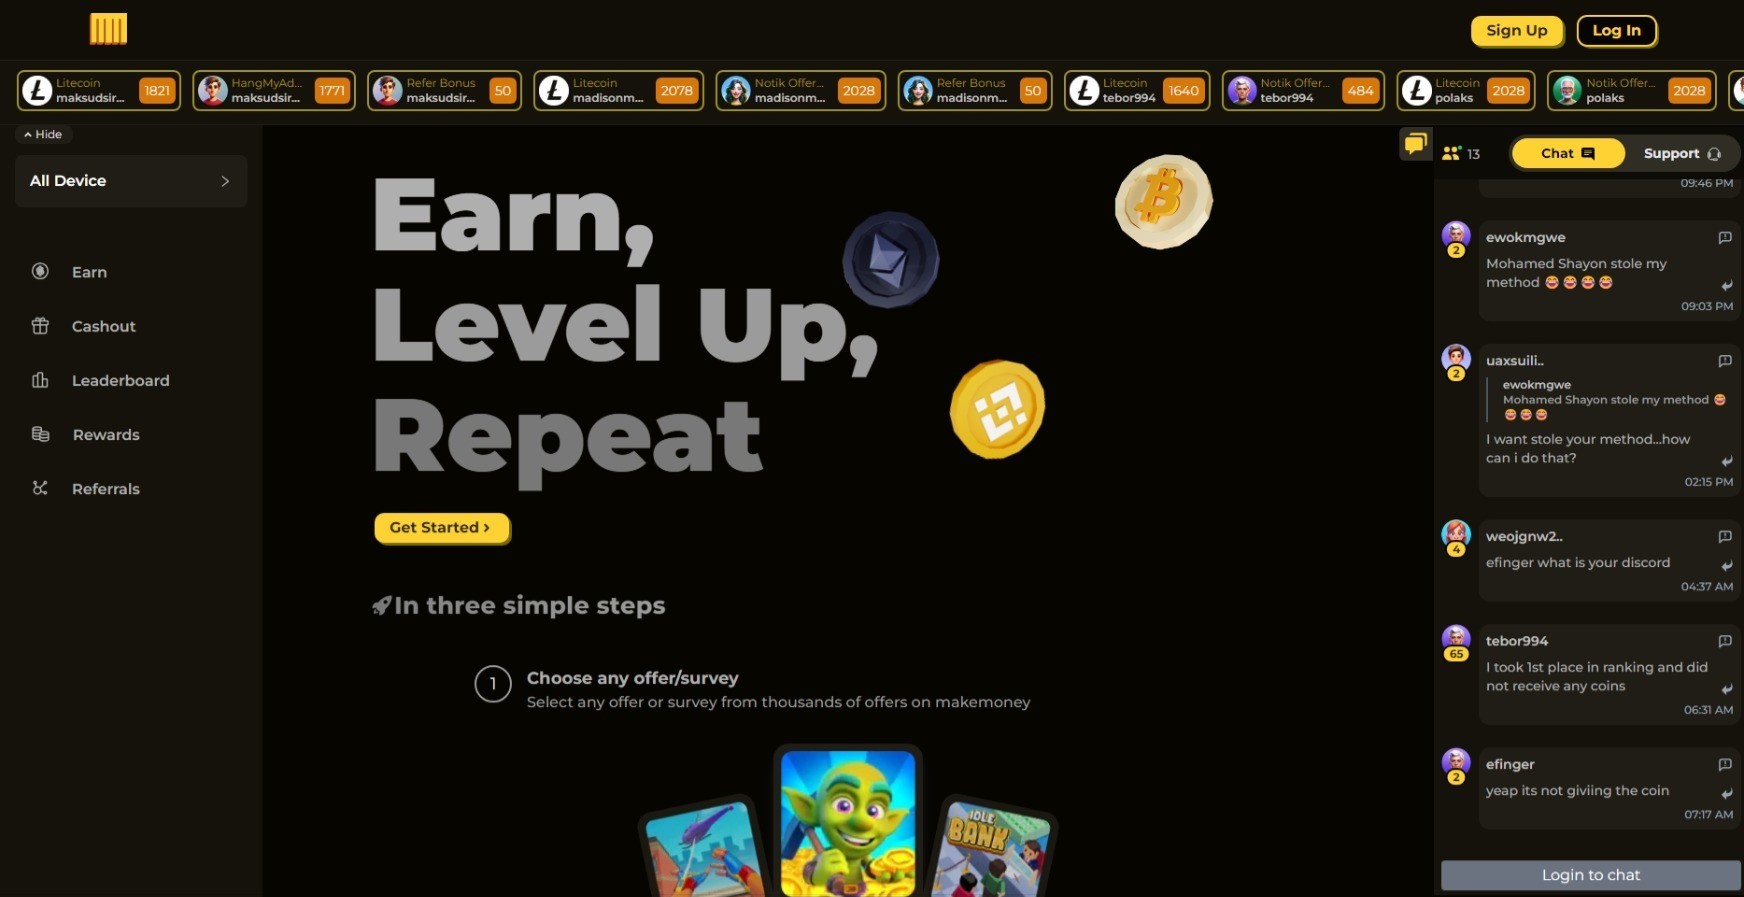 Sign Up
Log In
Litecoin
maksudsir...
1821
HangMyAd...
maksudsir...
1771
Refer Bonus
maksudsir...
50
Litecoin
madisonm...
2078
Notik Offer...
madisonm...
2028
Refer Bonus
madisonm...
50
Litecoin
tebor994
1640
Notik Offer...
tebor994
484
Litecoin
polaks
2028
Notik Offer...
polaks
2028
Hide
All Device
Earn
Cashout
Leaderboard
Rewards
Referrals
Earn,
Level Up,
Repeat
Get Started
In three simple steps
1
Choose any offer/survey
Select any offer or survey from thousands of offers on makemoney
IDLE
BANK
13
Chat
Support
09:46 PM
2
ewokmgwe
Mohamed Shayon stole my
method 😂 😂 😂 😂
09:03 PM
2
uaxsuili..
ewokmgwe
Mohamed Shayon stole my method 😂
😂 😂 😂
I want stole your method...how
can i do that?
02:15 PM
4
weojgnw2..
efinger what is your discord
04:37 AM
65
tebor994
I took 1st place in ranking and did
not receive any coins
06:31 AM
2
efinger
yeap its not giviing the coin
07:17 AM
Login to chat